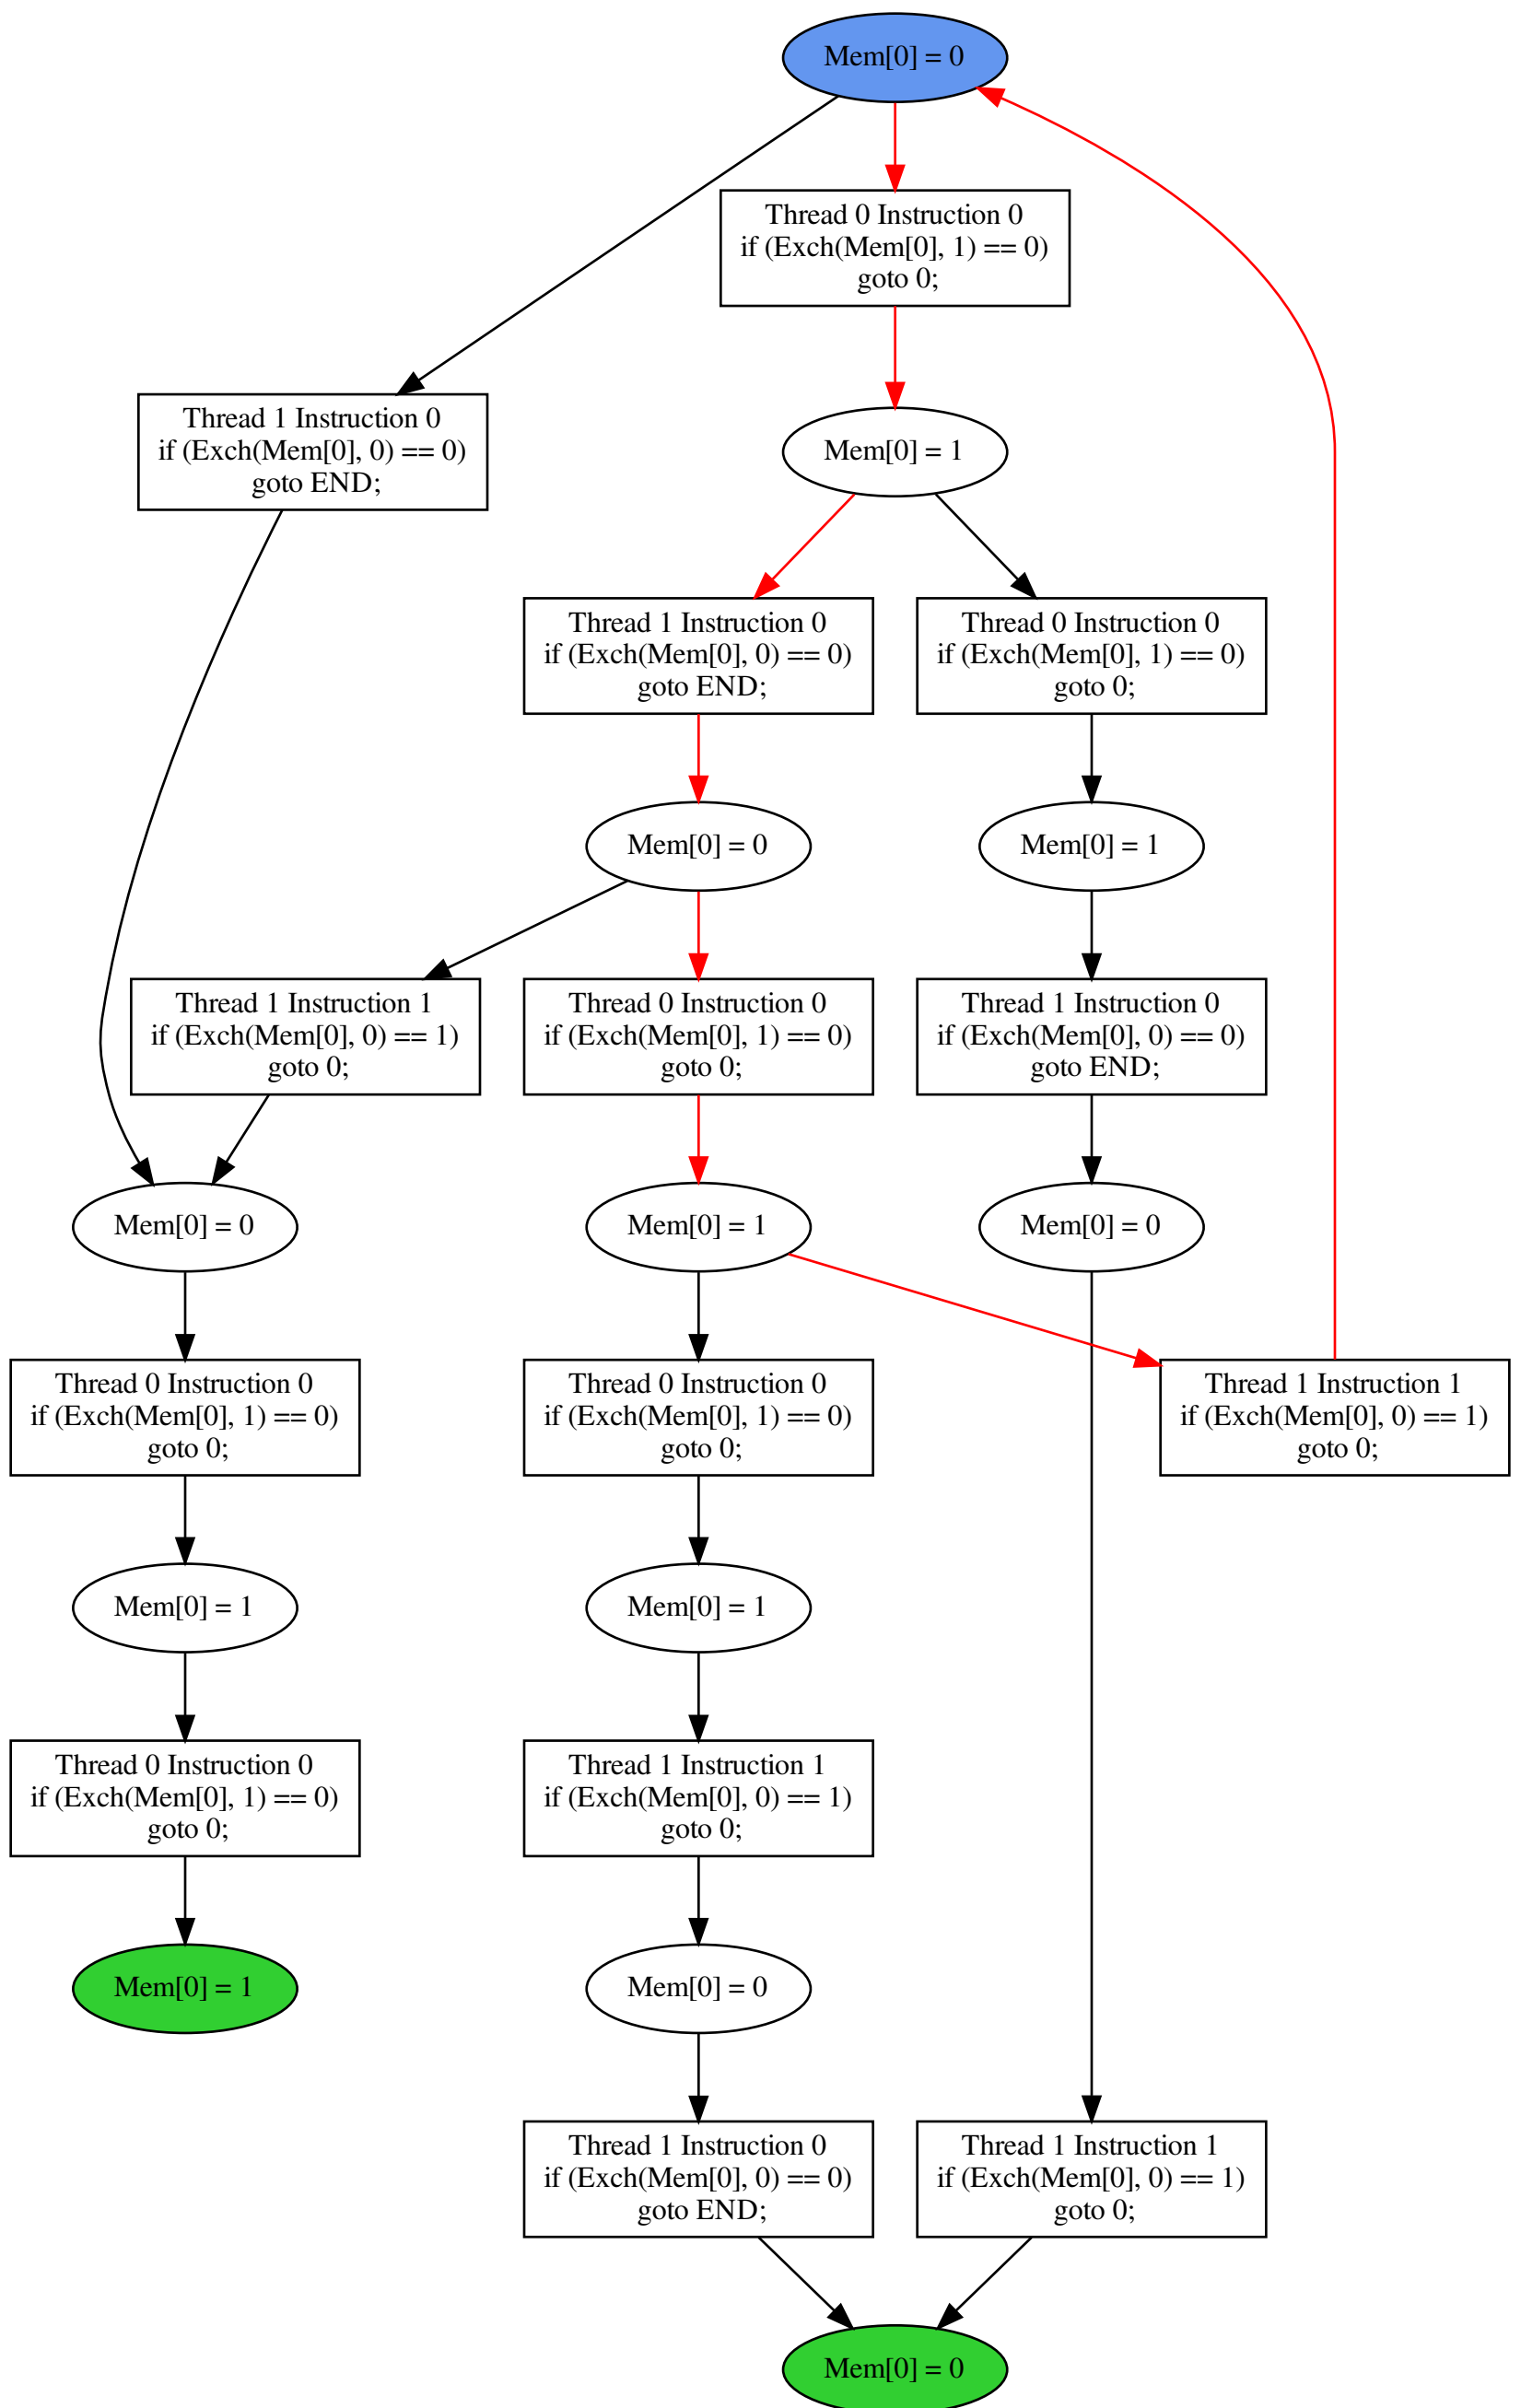 Mem[0] = 0
Thread 0 Instruction 0
if (Exch(Mem[0], 1) == 0)
goto 0;
Thread 1 Instruction 0
if (Exch(Mem[0], 0) == 0)
goto END;
Mem[0] = 1
Thread 1 Instruction 0
if (Exch(Mem[0], 0) == 0)
goto END;
Thread 0 Instruction 0
if (Exch(Mem[0], 1) == 0)
goto 0;
Mem[0] = 0
Mem[0] = 1
Thread 1 Instruction 1
if (Exch(Mem[0], 0) == 1)
goto 0;
Thread 0 Instruction 0
if (Exch(Mem[0], 1) == 0)
goto 0;
Thread 1 Instruction 0
if (Exch(Mem[0], 0) == 0)
goto END;
Mem[0] = 0
Mem[0] = 1
Mem[0] = 0
Thread 0 Instruction 0
if (Exch(Mem[0], 1) == 0)
goto 0;
Thread 0 Instruction 0
if (Exch(Mem[0], 1) == 0)
goto 0;
Thread 1 Instruction 1
if (Exch(Mem[0], 0) == 1)
goto 0;
Mem[0] = 1
Mem[0] = 1
Thread 0 Instruction 0
if (Exch(Mem[0], 1) == 0)
goto 0;
Thread 1 Instruction 1
if (Exch(Mem[0], 0) == 1)
goto 0;
Mem[0] = 1
Mem[0] = 0
Thread 1 Instruction 0
if (Exch(Mem[0], 0) == 0)
goto END;
Thread 1 Instruction 1
if (Exch(Mem[0], 0) == 1)
goto 0;
Mem[0] = 0